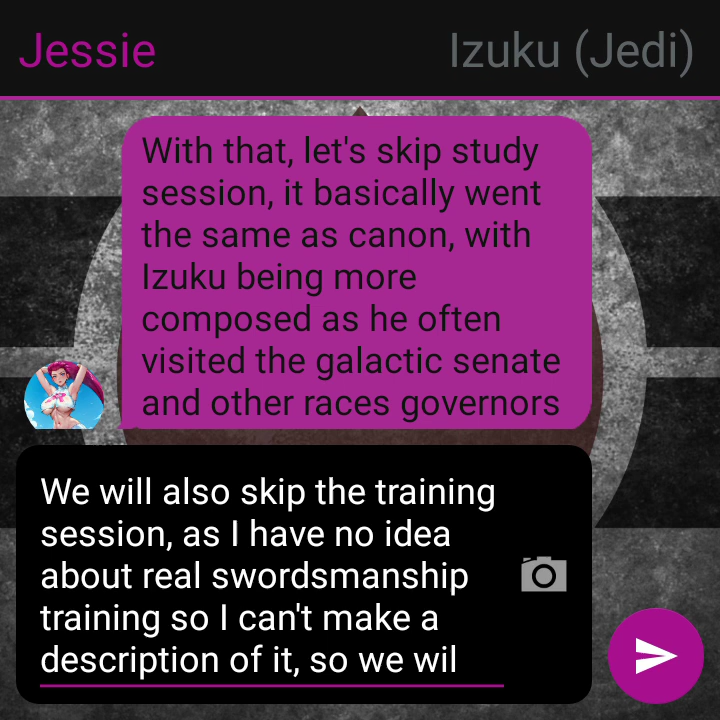 Jessie
Izuku (Jedi)
With that, let's skip study
session, it basically went
the same as canon, with
Izuku being more
composed as he often
visited the galactic senate
and other races governors
We will also skip the training
session, as I have no idea
about real swordsmanship
training so I can't make a
description of it, so we wil